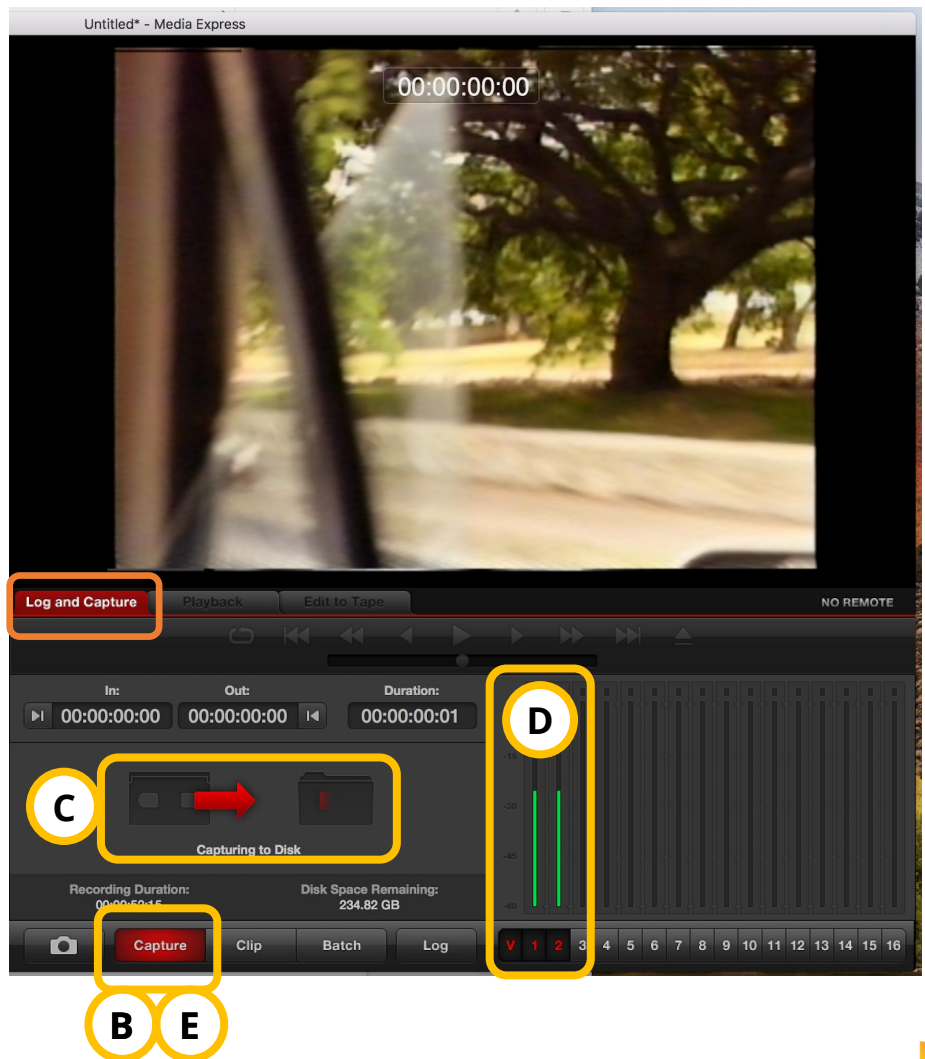 Untitled* - Media Express
00:00:00:00
Log and Capture Playback Edit to Tape NO REMOTE
In: Out: Duration:
00:00:00:00 00:00:00:00 00:00:00:01
D
-15
-30
-45
-60
C
Capturing to Disk
Recording Duration: Disk Space Remaining:
234.82 GB
Capture Clip Batch Log V 1 2 3 4 5 6 7 8 9 10 11 12 13 14 15 16
B E